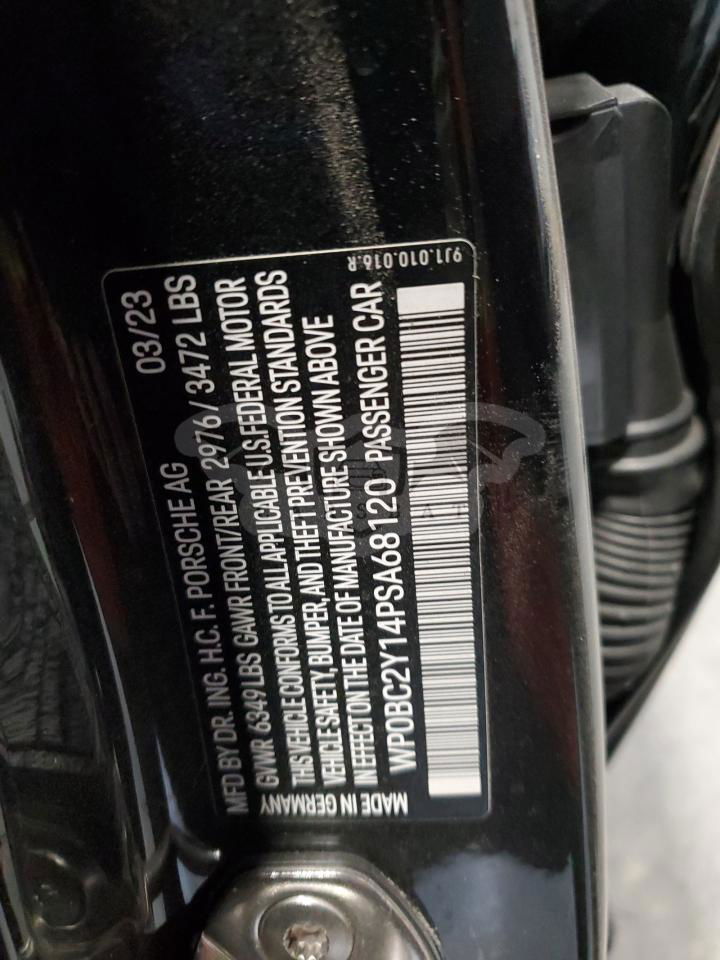 MFD BY DR. ING. H.C. F. PORSCHE AG 03/23
GVWR 6349 LBS GAWR FRONT/REAR 2976 / 3472 LBS
THIS VEHICLE CONFORMS TO ALL APPLICABLE U.S. FEDERAL MOTOR
VEHICLE SAFETY, BUMPER, AND THEFT PREVENTION STANDARDS
IN EFFECT ON THE DATE OF MANUFACTURE SHOWN ABOVE
WP0BC2Y14PSA68120 PASSENGER CAR
MADE IN GERMANY
9J1.010.016.R